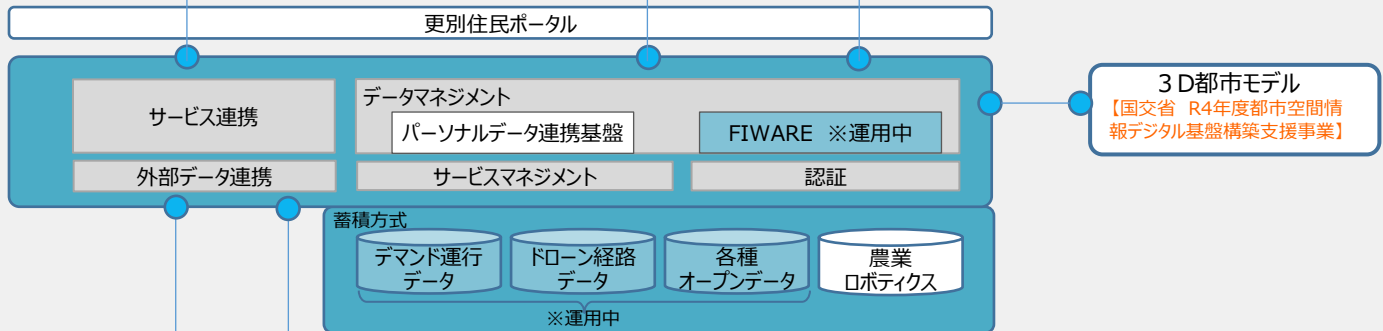 更別住民ポータル
サービス連携
データマネジメント
パーソナルデータ連携基盤
FIWARE ※運用中
外部データ連携
サービスマネジメント
認証
3D都市モデル
【国交省 R4年度都市空間情
報デジタル基盤構築支援事業】
蓄積方式
デマンド運行
データ
ドローン経路
データ
各種
オープンデータ
農業
ロボティクス
※運用中